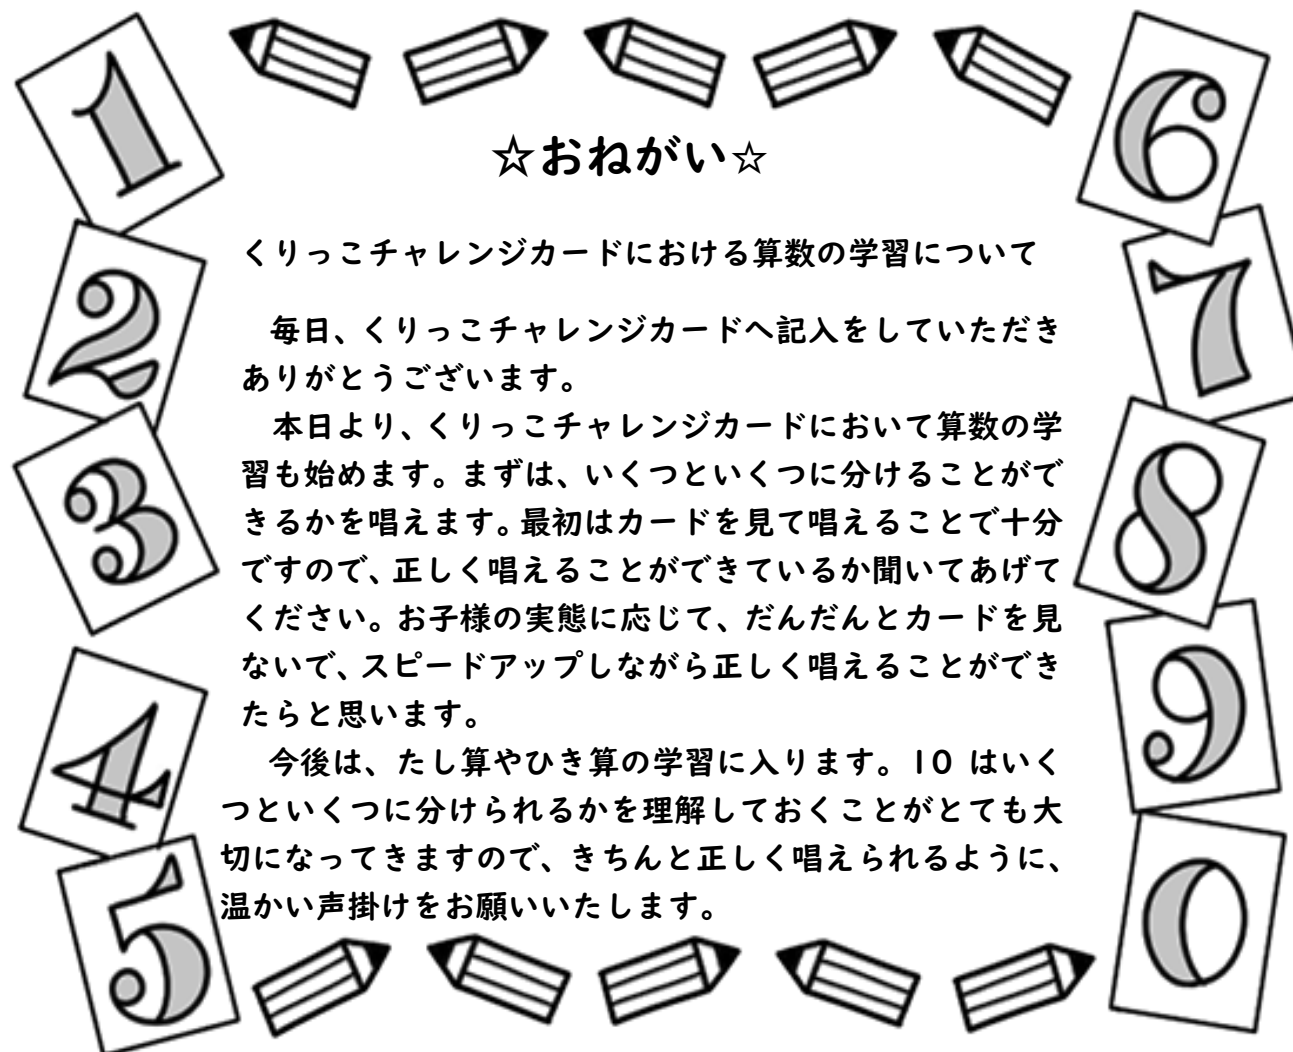 ☆おねがい☆
くりっこチャレンジカードにおける算数の学習について
毎日、くりっこチャレンジカードへ記入をしていただき
ありがとうございます。
本日より、くりっこチャレンジカードにおいて算数の学
習も始めます。まずは、いくつといくつに分けることがで
きるかを唱えます。最初はカードを見て唱えることで十分
ですので、正しく唱えることができているか聞いてあげて
ください。お子様の実態に応じて、だんだんとカードを見
ないで、スピードアップしながら正しく唱えることができ
たらと思います。
今後は、たし算やひき算の学習に入ります。10 はいく
つといくつに分けられるかを理解しておくことがとても大
切になってきますので、きちんと正しく唱えられるように、
温かい声掛けをお願いいたします。
1
2
3
4
5
6
7
8
9
0